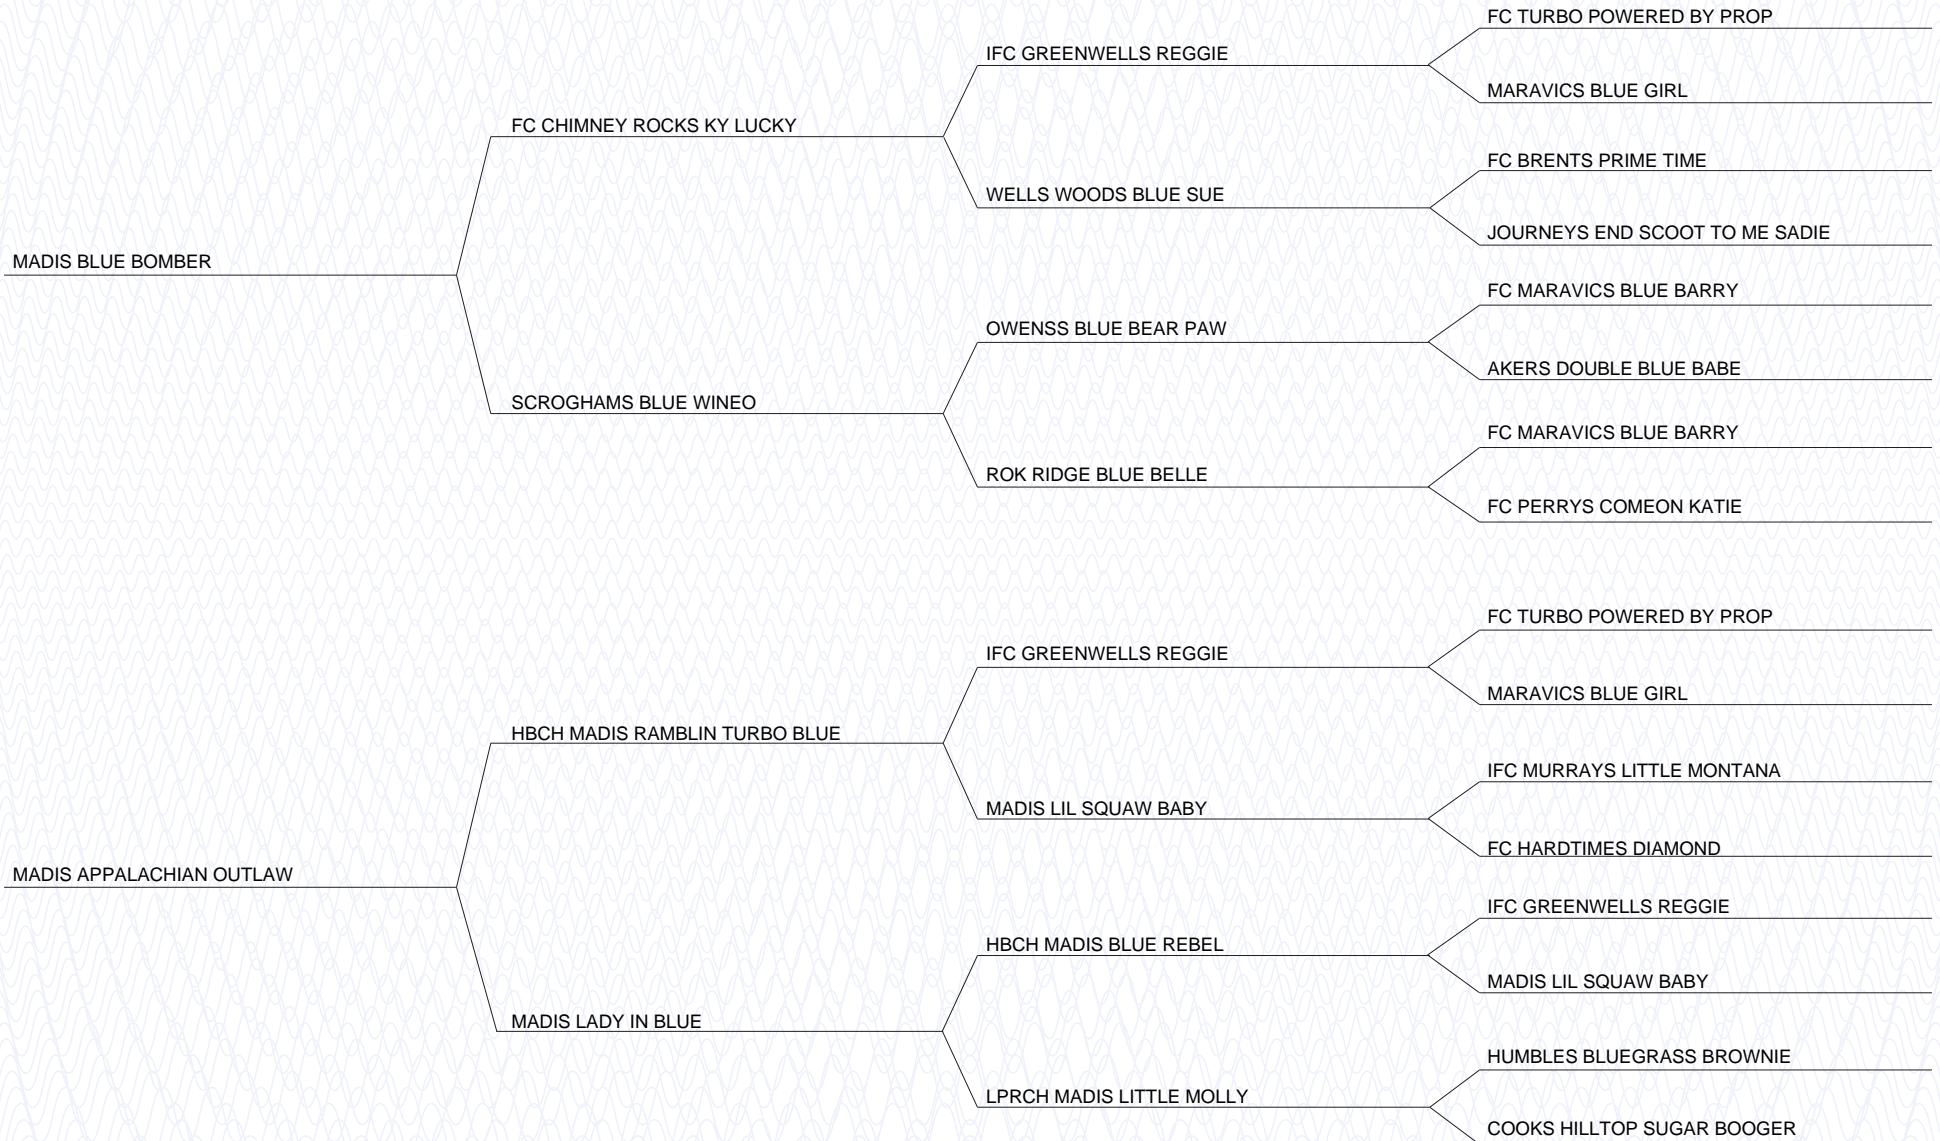 FC TURBO POWERED BY PROP
IFC GREENWELLS REGGIE
MARAVICS BLUE GIRL
FC CHIMNEY ROCKS KY LUCKY
FC BRENTS PRIME TIME
WELLS WOODS BLUE SUE
JOURNEYS END SCOOT TO ME SADIE
MADIS BLUE BOMBER
FC MARAVICS BLUE BARRY
OWENSS BLUE BEAR PAW
AKERS DOUBLE BLUE BABE
SCROGHAMS BLUE WINEO
FC MARAVICS BLUE BARRY
ROK RIDGE BLUE BELLE
FC PERRYS COMEON KATIE
FC TURBO POWERED BY PROP
IFC GREENWELLS REGGIE
MARAVICS BLUE GIRL
HBCH MADIS RAMBLIN TURBO BLUE
IFC MURRAYS LITTLE MONTANA
MADIS LIL SQUAW BABY
FC HARDTIMES DIAMOND
MADIS APPALACHIAN OUTLAW
IFC GREENWELLS REGGIE
HBCH MADIS BLUE REBEL
MADIS LIL SQUAW BABY
MADIS LADY IN BLUE
HUMBLES BLUEGRASS BROWNIE
LPRCH MADIS LITTLE MOLLY
COOKS HILLTOP SUGAR BOOGER